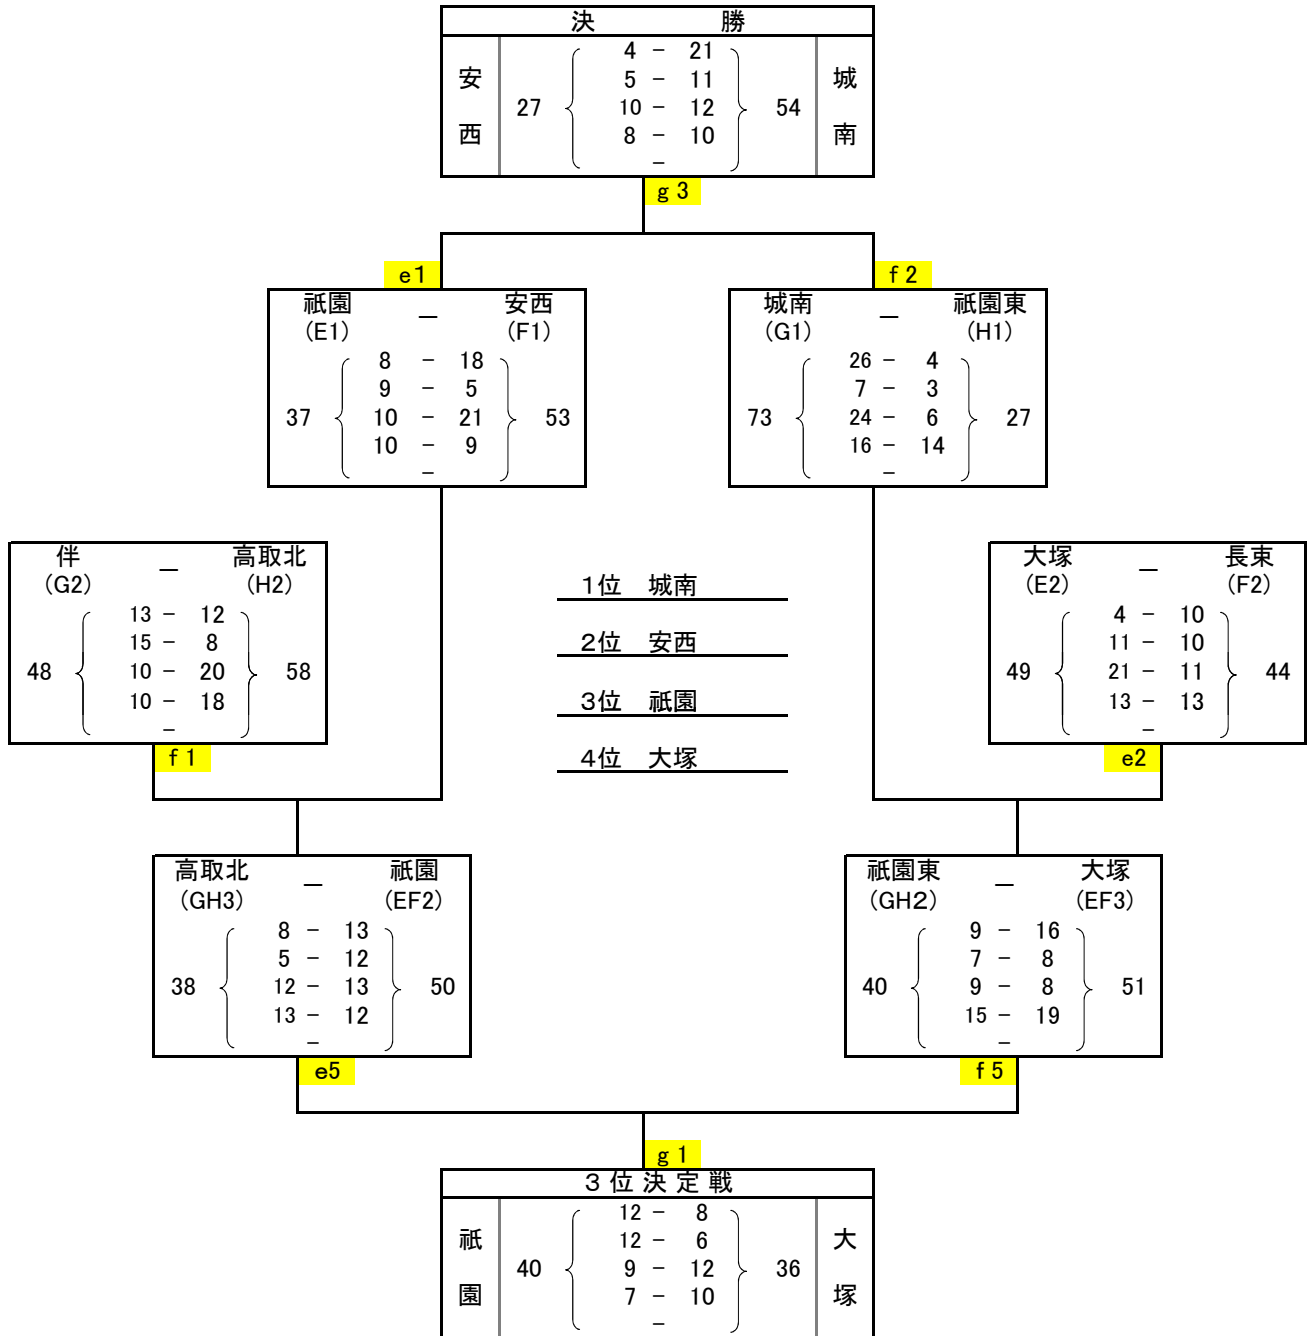 決 勝
安西 27 城南 54
4 − 21
5 − 11
10 − 12
8 − 10
−
g 3
e1
f 2
祇園 − 安西
(E1) (F1)
8 − 18
9 − 5
37 10 − 21 53
10 − 9
−
城南 − 祇園東
(G1) (H1)
26 − 4
7 − 3
73 24 − 6 27
16 − 14
−
伴 − 高取北
(G2) (H2)
13 − 12
15 − 8
48 10 − 20 58
10 − 18
−
f 1
1位 城南
2位 安西
3位 祇園
4位 大塚
大塚 − 長束
(E2) (F2)
4 − 10
11 − 10
49 21 − 11 44
13 − 13
−
e2
高取北 − 祇園
(GH3) (EF2)
8 − 13
5 − 12
38 12 − 13 50
13 − 12
−
e5
祇園東 − 大塚
(GH2) (EF3)
9 − 16
7 − 8
40 9 − 8 51
15 − 19
−
f 5
g 1
3 位 決 定 戦
祇園 40 大塚 36
12 − 8
12 − 6
9 − 12
7 − 10
−